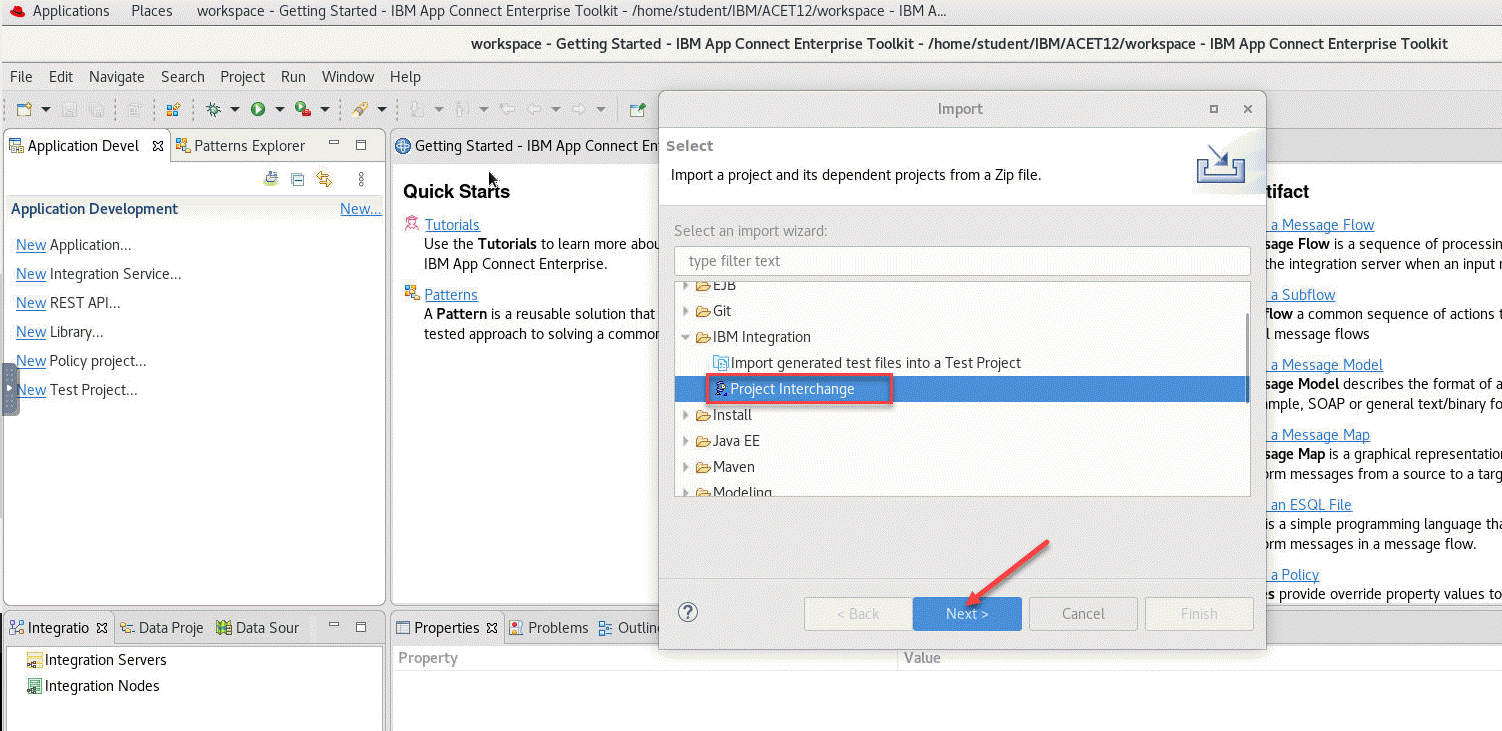 Applications Places workspace - Getting Started - IBM App Connect Enterprise Toolkit - /home/student/IBM/ACET12/workspace - IBM A...
workspace - Getting Started - IBM App Connect Enterprise Toolkit - /home/student/IBM/ACET12/workspace - IBM App Connect Enterprise Toolkit
File Edit Navigate Search Project Run Window Help
Application Devel Patterns Explorer
Application Development New...
New Application...
New Integration Service...
New REST API...
New Library...
New Policy project...
New Test Project...
Getting Started - IBM App Connect En
Quick Starts
Tutorials
Use the Tutorials to learn more abou
IBM App Connect Enterprise.
Patterns
A Pattern is a reusable solution that
tested approach to solving a common
Import
Select
Import a project and its dependent projects from a Zip file.
Select an import wizard:
type filter text
EJB
Git
IBM Integration
Import generated test files into a Test Project
Project Interchange
Install
Java EE
Maven
Modeling
? < Back Next > Cancel Finish
tifact
a Message Flow
sage Flow is a sequence of processing
the integration server when an input m
a Subflow
flow a common sequence of actions t
l message flows
a Message Model
sage Model describes the format of a
mple, SOAP or general text/binary fo
a Message Map
sage Map is a graphical representation
orm messages from a source to a targ
an ESQL File
is a simple programming language tha
orm messages in a message flow.
a Policy
es provide override property values to
Integratio Data Proje Data Sour
Integration Servers
Integration Nodes
Properties Problems Outline
Property Value